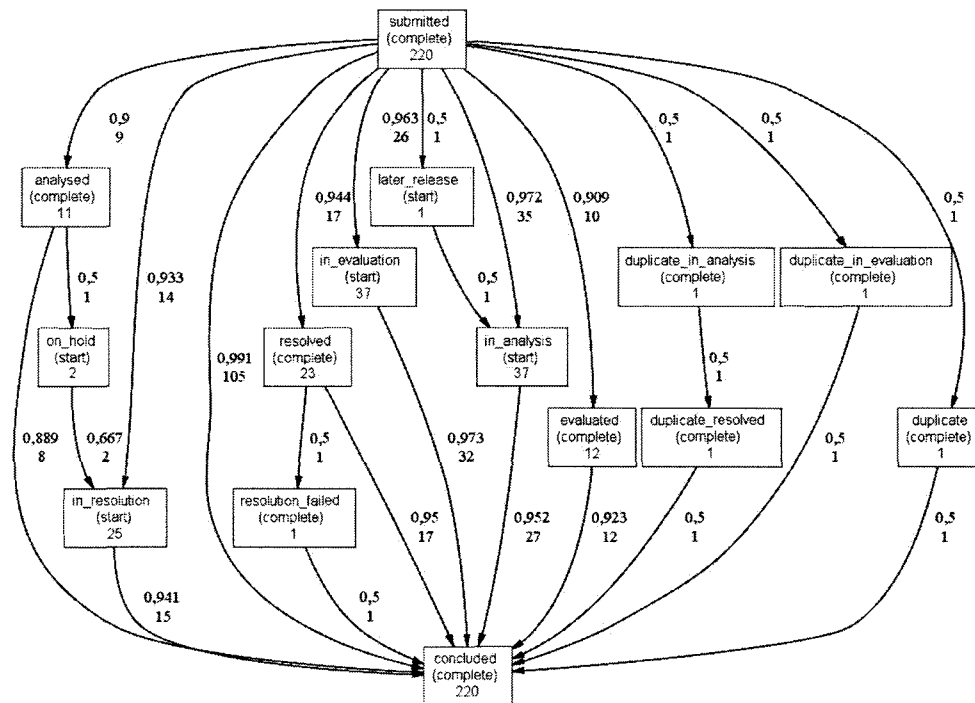 submitted
(complete)
220
0,9
9
0,963
26
0,5
1
0,5
1
0,5
1
analysed
(complete)
11
0,944
17
later_release
(start)
1
0,972
35
0,909
10
0,5
1
in_evaluation
(start)
37
duplicate_in_analysis
(complete)
1
duplicate_in_evaluation
(complete)
1
0,5
1
0,933
14
0,5
1
on_hold
(start)
2
0,991
105
resolved
(complete)
23
in_analysis
(start)
37
0,5
1
0,889
8
0,667
2
0,5
1
0,973
32
evaluated
(complete)
12
duplicate_resolved
(complete)
1
0,5
1
duplicate
(complete)
1
in_resolution
(start)
25
resolution_failed
(complete)
1
0,95
17
0,952
27
0,923
12
0,5
1
0,5
1
0,941
15
0,5
1
concluded
(complete)
220